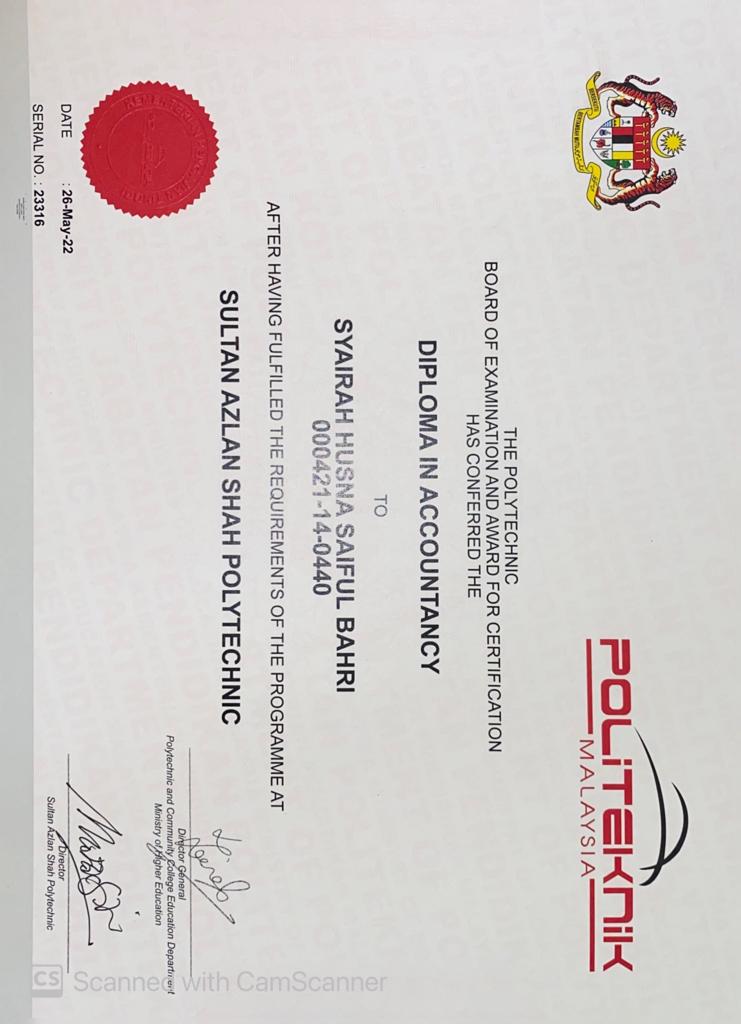 BERSEKUTU
BERTAMBAH MUTU
POLITEKNIK
MALAYSIA
THE POLYTECHNIC
BOARD OF EXAMINATION AND AWARD FOR CERTIFICATION
HAS CONFERRED THE
DIPLOMA IN ACCOUNTANCY
TO
SYAIRAH HUSNA SAIFUL BAHRI
000421-14-0440
AFTER HAVING FULFILLED THE REQUIREMENTS OF THE PROGRAMME AT
SULTAN AZLAN SHAH POLYTECHNIC
Director General
Polytechnic and Community College Education Department
Ministry of Higher Education
Director
Sultan Azlan Shah Polytechnic
DATE : 26-May-22
SERIAL NO. : 23316
CS Scanned with CamScanner